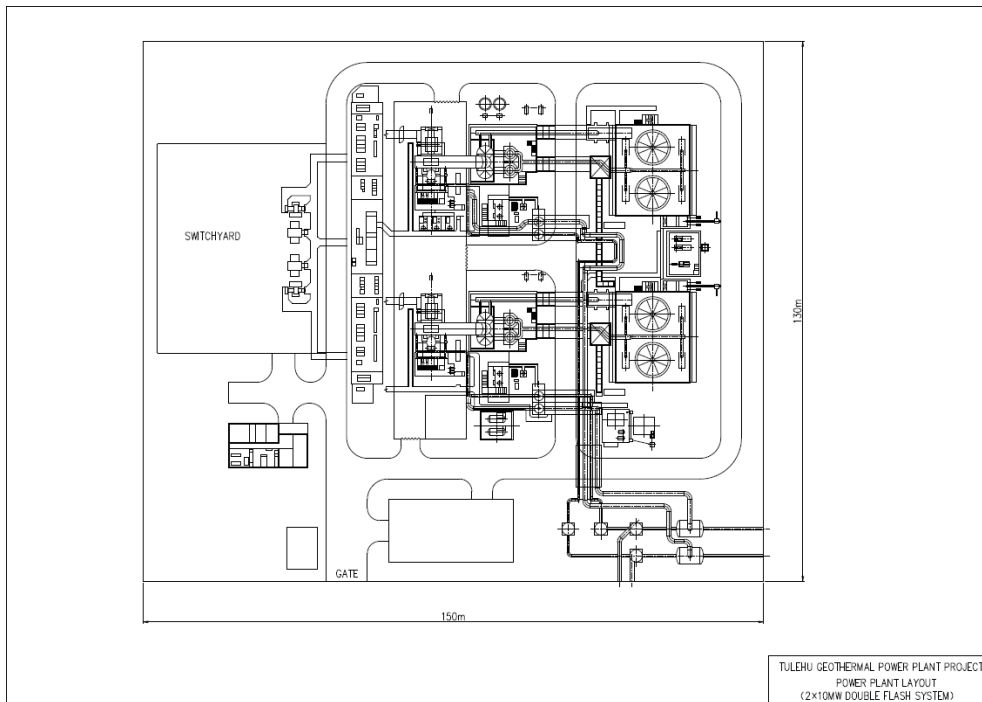 SWITCHYARD
130m
GATE
150m
TULEHU GEOTHERMAL POWER PLANT PROJECT
POWER PLANT LAYOUT
(2×10MW DOUBLE FLASH SYSTEM)